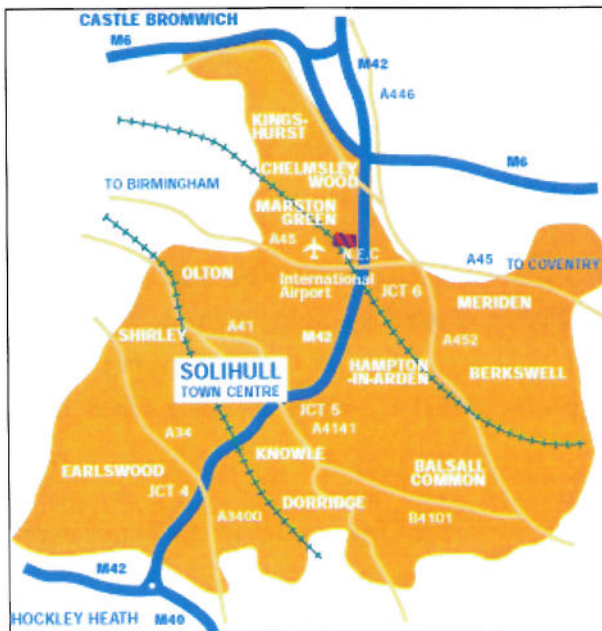 CASTLE BROMWICH
M6
M42
A446
KINGS-
HURST
CHELMSLEY
WOOD
M6
TO BIRMINGHAM
MARSTON
GREEN
A45
N.E.C
A45
TO COVENTRY
OLTON
International
Airport
JCT 6
MERIDEN
SHIRLEY
A41
M42
A452
HAMPTON
-IN-ARDEN
BERKSWELL
SOLIHULL
TOWN CENTRE
JCT 5
A34
A4141
KNOWLE
EARLSWOOD
BALSALL
COMMON
JCT 4
DORRIDGE
A3400
B4101
M42
HOCKLEY HEATH
M40